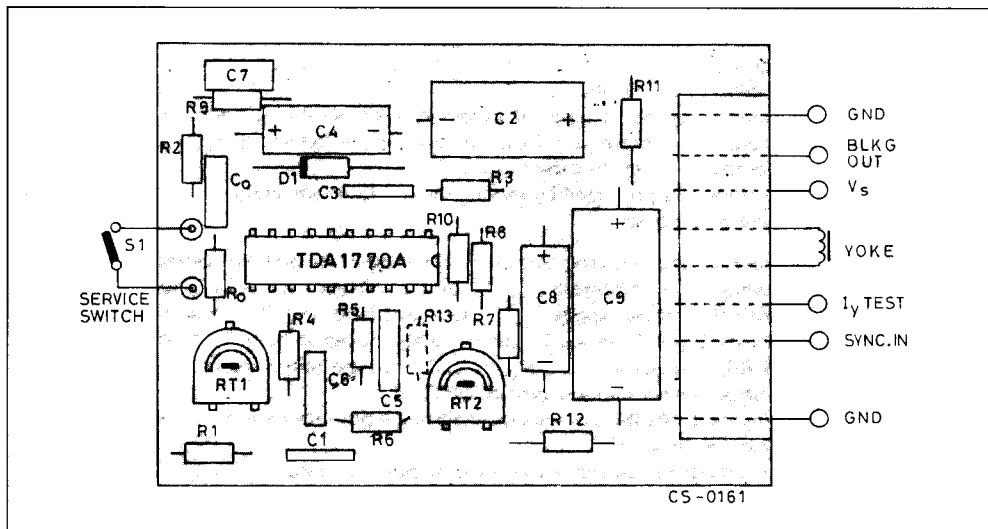 C7
R9
R2
+ C4 −
− C2 +
R11
GND
BLKG
OUT
Vs
Co
D1
C3
R3
S1
R10
R8
TDA1770A
YOKE
SERVICE
SWITCH
Ro
R4
R5
R13
R7
+
C8
−
+
C9
−
Iy TEST
SYNC.IN
RT1
C6
C5
RT2
R1
C1
R6
R12
GND
CS-0161